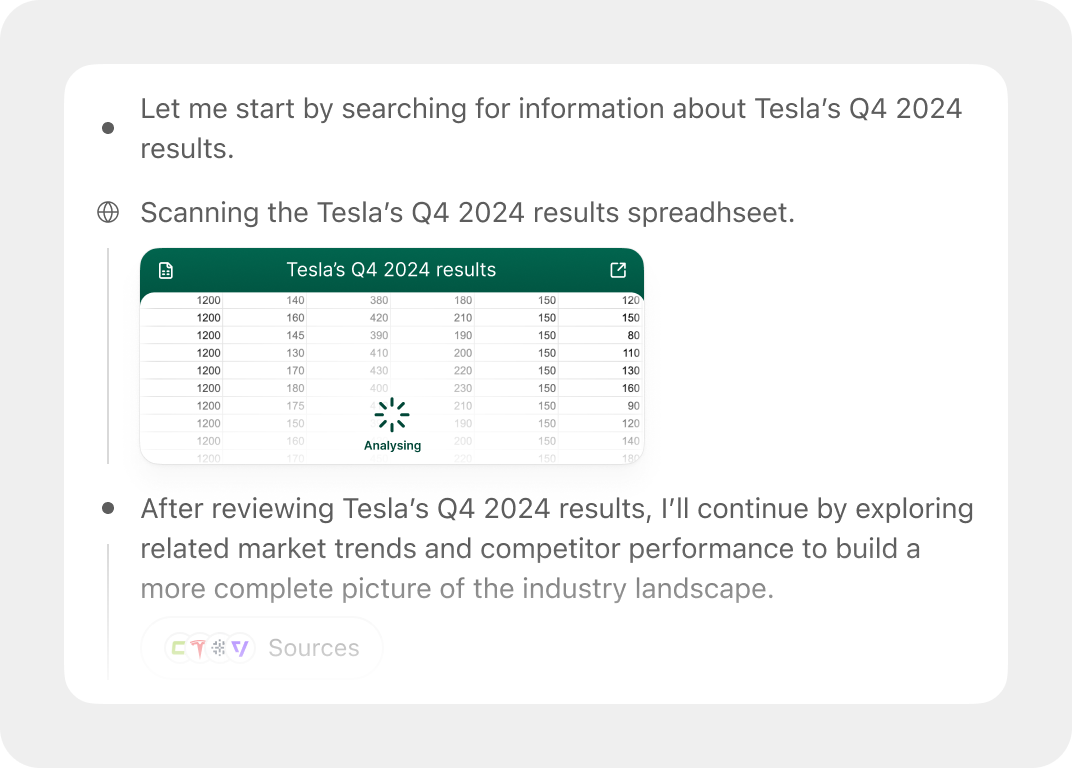 Let me start by searching for information about Tesla’s Q4 2024
results.
Scanning the Tesla’s Q4 2024 results spreadhseet.
Tesla’s Q4 2024 results
1200 140 380 180 150 120
1200 160 420 210 150 150
1200 145 390 190 150 80
1200 130 410 200 150 110
1200 170 430 220 150 130
1200 180 400 230 150 160
1200 175 210 150 90
1200 150 190 150 120
1200 160 200 150 140
1200 170 220 150 180
Analysing
After reviewing Tesla’s Q4 2024 results, I’ll continue by exploring
related market trends and competitor performance to build a
more complete picture of the industry landscape.
Sources